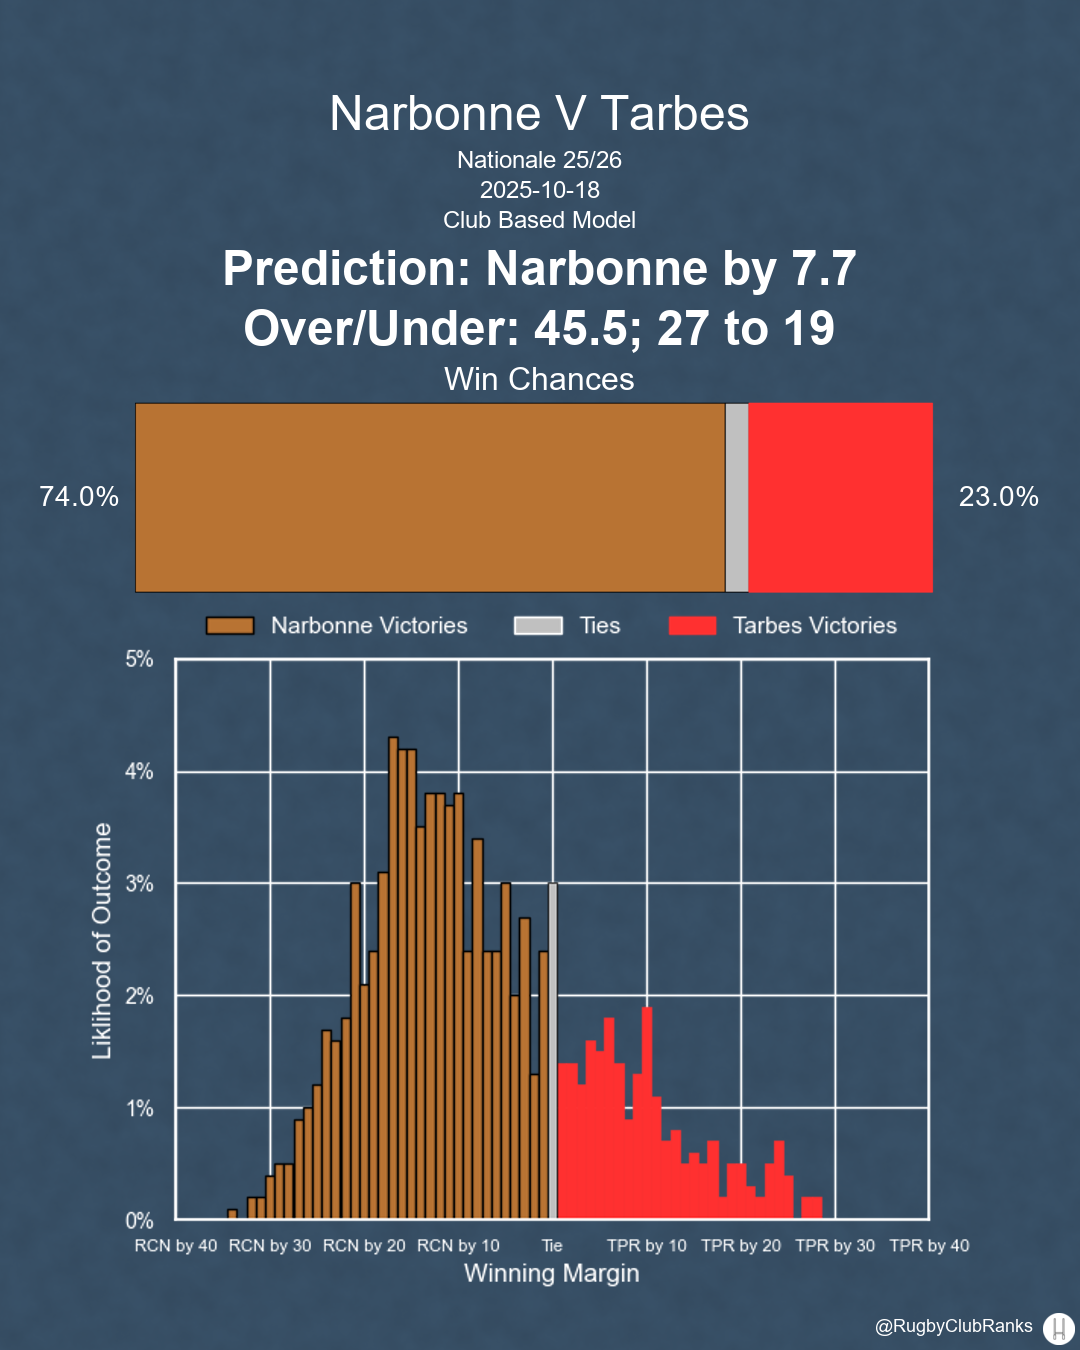 Narbonne V Tarbes
Nationale 25/26
2025-10-18
Club Based Model
Prediction: Narbonne by 7.7
Over/Under: 45.5; 27 to 19
Win Chances
74.0%
23.0%
Narbonne Victories
Ties
Tarbes Victories
5%
4%
3%
2%
1%
0%
Liklihood of Outcome
RCN by 40
RCN by 30
RCN by 20
RCN by 10
Tie
TPR by 10
TPR by 20
TPR by 30
TPR by 40
Winning Margin
@RugbyClubRanks